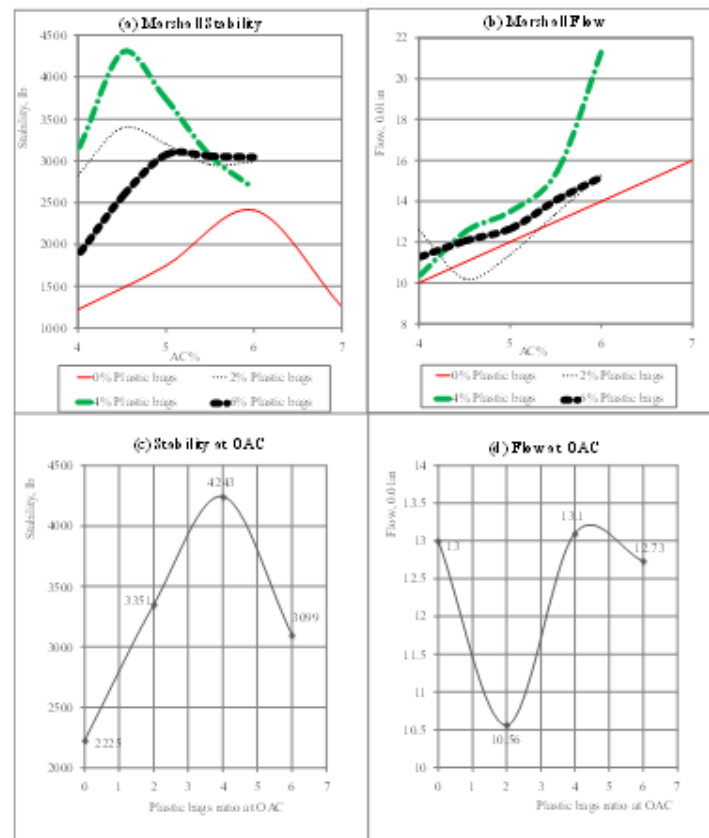 (a) Marshall Stability
Stability, lb
4500
4000
3500
3000
2500
2000
1500
1000
4 5 6 7
AC%
0% Plastic bags 2% Plastic bags
4% Plastic bags 6% Plastic bags
(b) Marshall Flow
Flow, 0.01in
22
20
18
16
14
12
10
8
4 5 6 7
AC%
0% Plastic bags 2% Plastic bags
4% Plastic bags 6% Plastic bags
(c) Stability at OAC
Stability, lb
4500
4000
3500
3000
2500
2000
4243
3351
3099
2225
0 1 2 3 4 5 6 7
Plastic bags ratio at OAC
(d) Flow at OAC
Flow, 0.01in
14
13.5
13
12.5
12
11.5
11
10.5
10
13
13.1
12.73
10.56
0 1 2 3 4 5 6 7
Plastic bags ratio at OAC